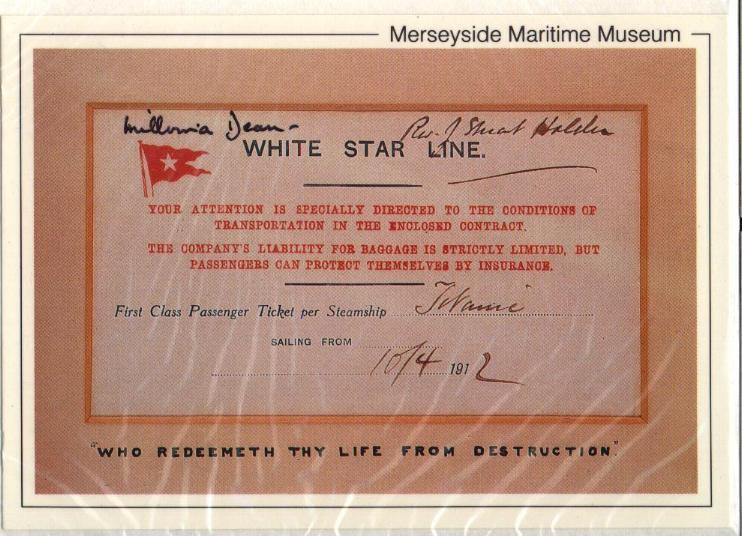 Merseyside Maritime Museum
Millvina Dean - Rev. J Stuart Holden
WHITE STAR LINE.
YOUR ATTENTION IS SPECIALLY DIRECTED TO THE CONDITIONS OF
TRANSPORTATION IN THE ENCLOSED CONTRACT.
THE COMPANY'S LIABILITY FOR BAGGAGE IS STRICTLY LIMITED, BUT
PASSENGERS CAN PROTECT THEMSELVES BY INSURANCE.
First Class Passenger Ticket per Steamship Titanic
SAILING FROM
10/4 1912
"WHO REDEEMETH THY LIFE FROM DESTRUCTION."